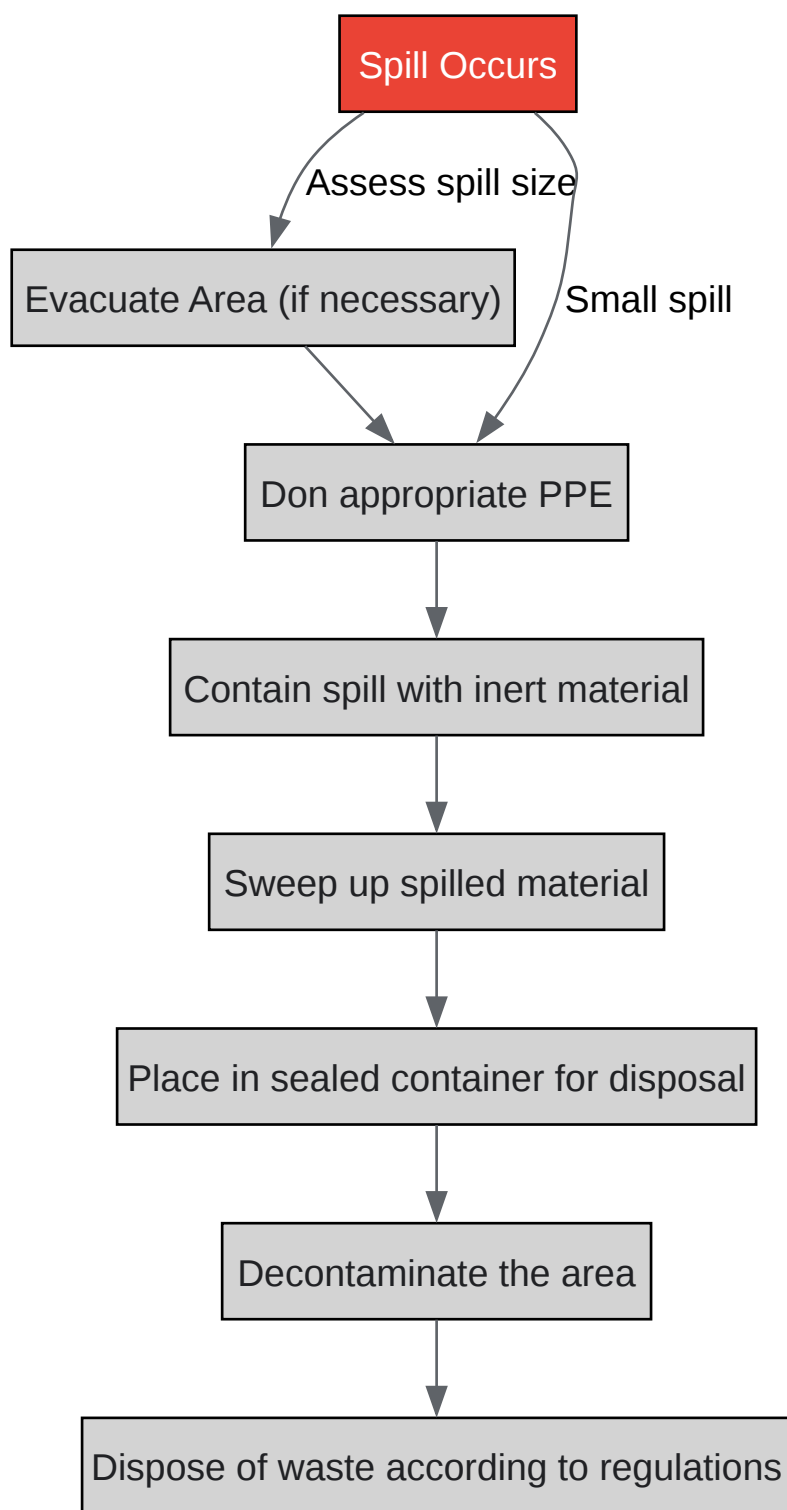 Spill Occurs
Assess spill size
Evacuate Area (if necessary)
Small spill
Don appropriate PPE
Contain spill with inert material
Sweep up spilled material
Place in sealed container for disposal
Decontaminate the area
Dispose of waste according to regulations